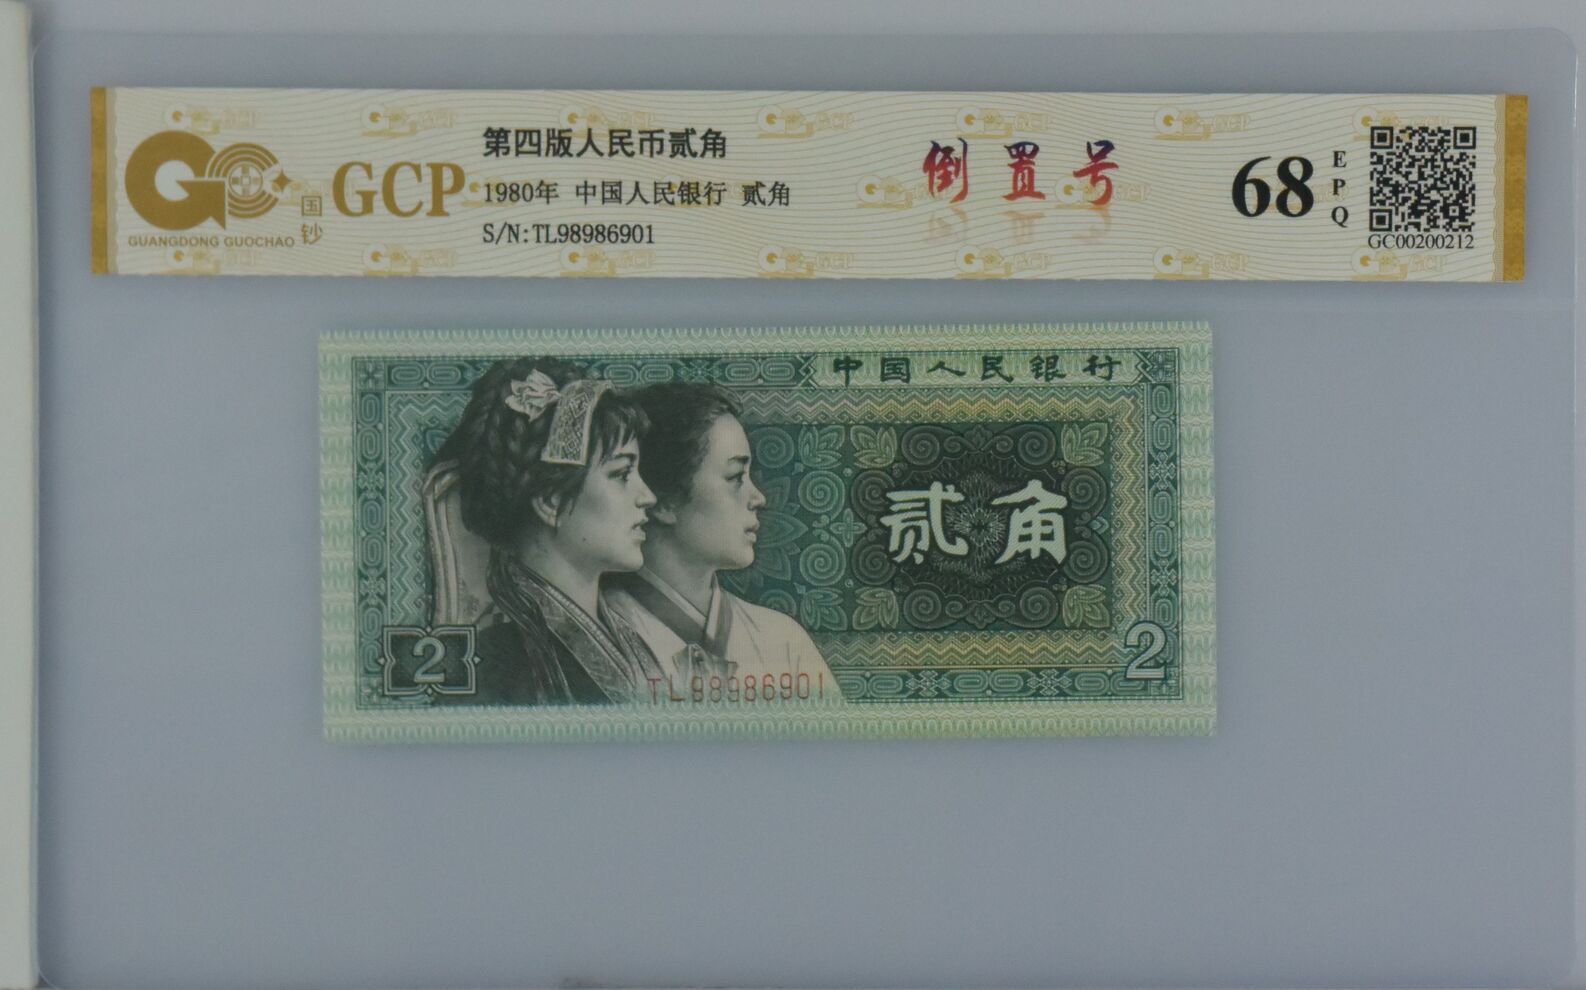 GUANGDONG GUOCHAO
国钞
GCP
第四版人民币贰角
1980年 中国人民银行 贰角
S/N:TL98986901
倒置号
68
EPQ
GC00200212
中国人民银行
贰角
2
2
TL98986901